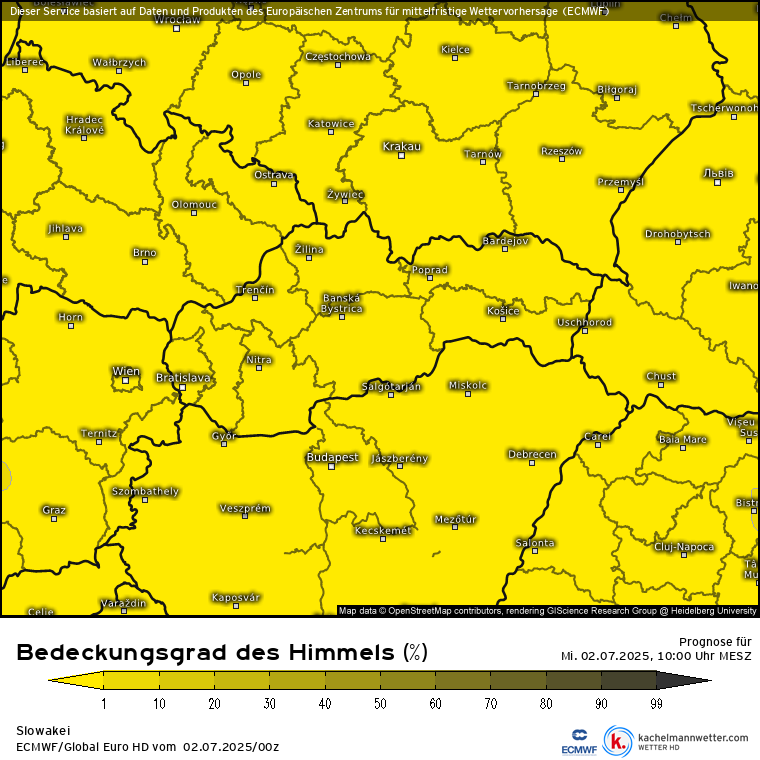 Dieser Service basiert auf Daten und Produkten des Europäischen Zentrums für mittelfristige Wettervorhersage (ECMWF)
Wrocław
Chełm
Kielce
Częstochowa
Liberec
Wałbrzych
Opole
Tarnobrzeg
Biłgoraj
Tscherwonoh
Hradec
Králové
Katowice
Krakau
Tarnów
Rzeszów
Ostrava
Przemyśl
Львів
Żywiec
Olomouc
Jihlava
Drohobytsch
Brno
Žilina
Bardejov
Poprad
Trenčín
Iwano
Banská
Bystrica
Horn
Košice
Uschhorod
Nitra
Wien
Bratislava
Salgótarján
Miskolc
Chust
Vișeu
Sus
Ternitz
Győr
Carei
Baia Mare
Budapest
Jászberény
Debrecen
Szombathely
Veszprém
Graz
Bistr
Kecskemét
Mezőtúr
Salonta
Cluj-Napoca
Tâ
Mu
Kaposvár
Varaždin
Celje
Map data © OpenStreetMap contributors, rendering GIScience Research Group @ Heidelberg University
Bedeckungsgrad des Himmels (%)
Prognose für
Mi. 02.07.2025, 10:00 Uhr MESZ
1 10 20 30 40 50 60 70 80 90 99
Slowakei
ECMWF/Global Euro HD vom 02.07.2025/00z
ECMWF
k.
kachelmannwetter.com
WETTER HD